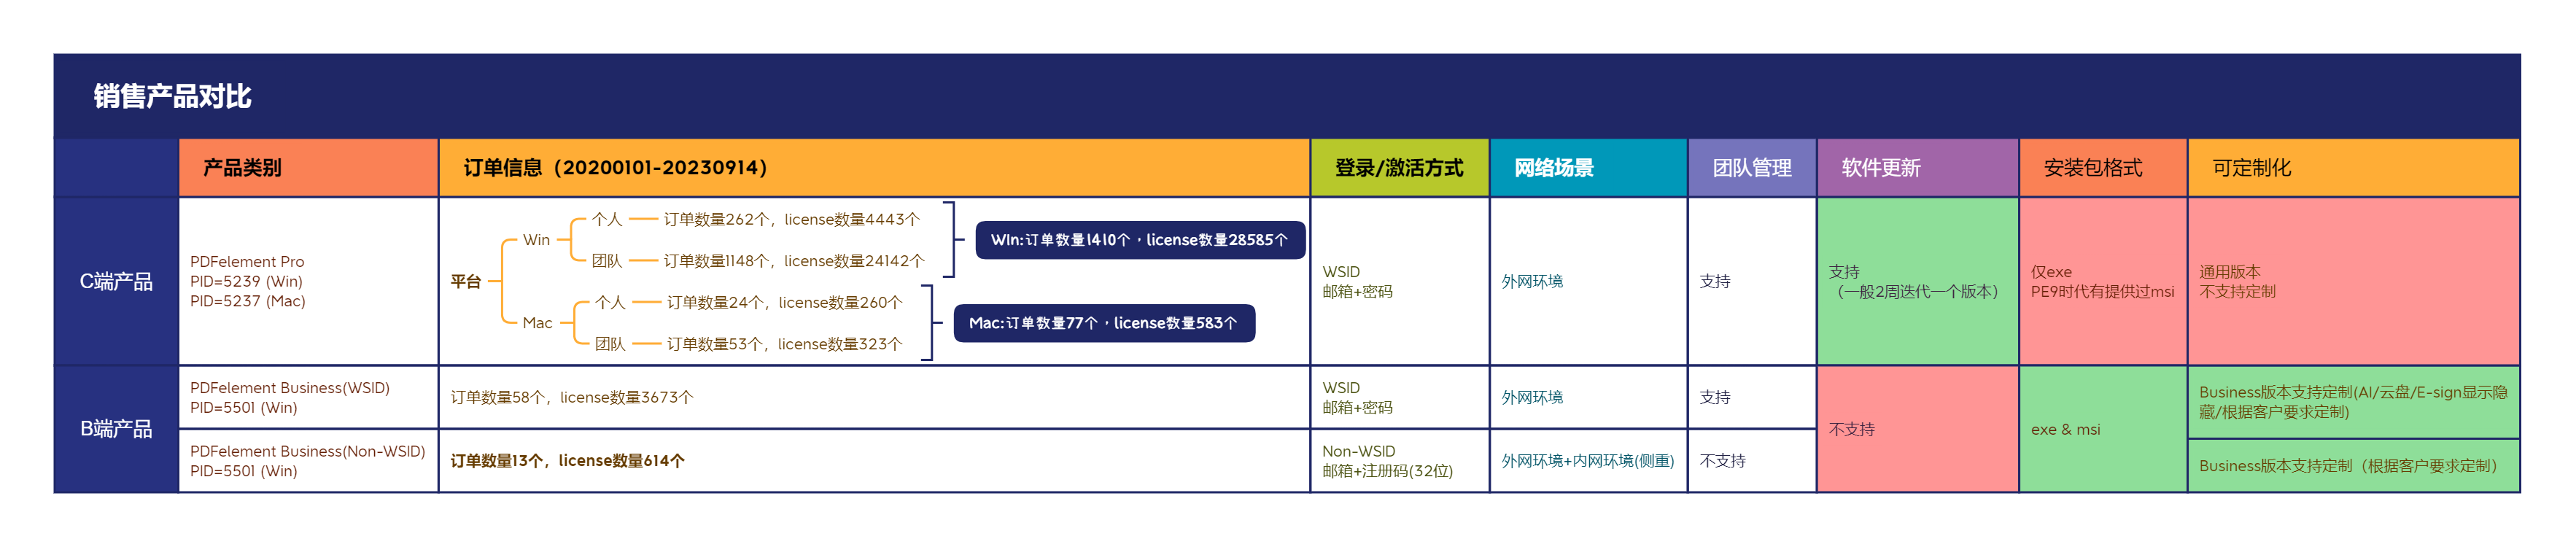 销售产品对比
产品类别
订单信息（20200101-20230914）
登录/激活方式
网络场景
团队管理
软件更新
安装包格式
可定制化
C端产品
PDFelement Pro
PID=5239 (Win)
PID=5237 (Mac)
平台
Win
个人
订单数量262个，license数量4443个
团队
订单数量1148个，license数量24142个
WIn:订单数量1410个，license数量28585个
Mac
个人
订单数量24个，license数量260个
团队
订单数量53个，license数量323个
Mac:订单数量77个，license数量583个
WSID
邮箱+密码
外网环境
支持
支持
（一般2周迭代一个版本）
仅exe
PE9时代有提供过msi
通用版本
不支持定制
B端产品
PDFelement Business(WSID)
PID=5501 (Win)
订单数量58个，license数量3673个
WSID
邮箱+密码
外网环境
支持
不支持
exe & msi
Business版本支持定制(AI/云盘/E-sign显示隐
藏/根据客户要求定制)
PDFelement Business(Non-WSID)
PID=5501 (Win)
订单数量13个，license数量614个
Non-WSID
邮箱+注册码(32位)
外网环境+内网环境(侧重)
不支持
Business版本支持定制（根据客户要求定制）